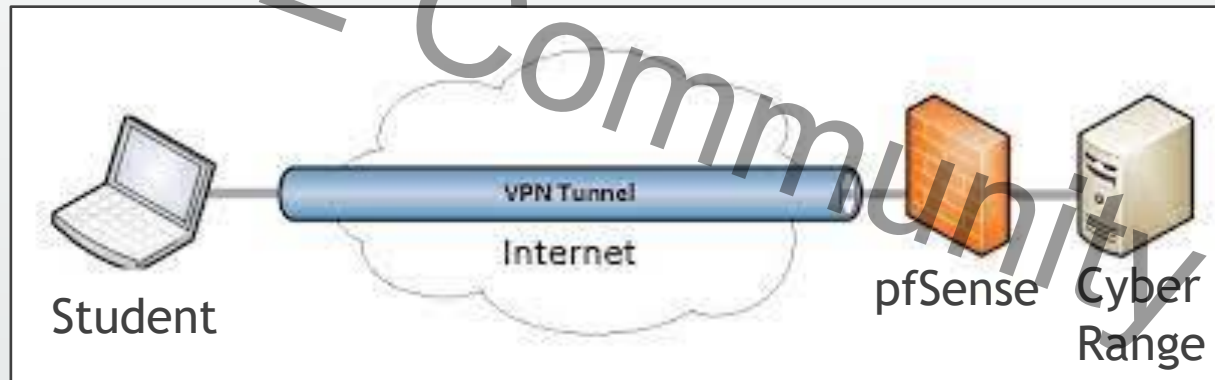 – Community
VPN Tunnel
Internet
Student
pfSense
Cyber
Range